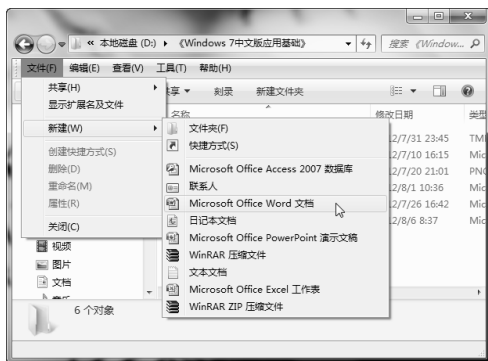 « 本地磁盘 (D:) ▸ 《Windows 7中文版应用基础》
搜索 《Window...
文件(F) 编辑(E) 查看(V) 工具(T) 帮助(H)
共享(H)
显示扩展名及文件
新建(W)
创建快捷方式(S)
删除(D)
重命名(M)
属性(R)
关闭(C)
享 刻录 新建文件夹
名称 修改日期 类型
文件夹(F)
快捷方式(S)
Microsoft Office Access 2007 数据库
联系人
Microsoft Office Word 文档
日记本文档
Microsoft Office PowerPoint 演示文稿
WinRAR 压缩文件
文本文档
Microsoft Office Excel 工作表
WinRAR ZIP 压缩文件
2/7/31 23:45 TMI
2/7/10 16:15 Mic
2/7/20 21:01 PNG
2/8/1 10:36 Mic
2/7/26 16:42 Mic
2/8/6 8:37 Mic
视频
图片
文档
6 个对象